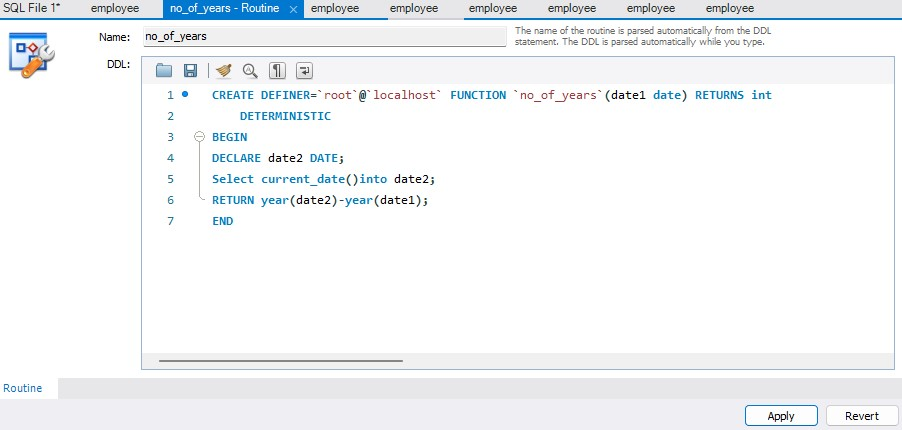 SQL File 1* employee no_of_years - Routine × employee employee employee employee employee employee
Name: no_of_years
The name of the routine is parsed automatically from the DDL
statement. The DDL is parsed automatically while you type.
DDL:
1 CREATE DEFINER=`root`@`localhost` FUNCTION `no_of_years`(date1 date) RETURNS int
2 DETERMINISTIC
3 BEGIN
4 DECLARE date2 DATE;
5 Select current_date()into date2;
6 RETURN year(date2)-year(date1);
7 END
Routine
Apply Revert